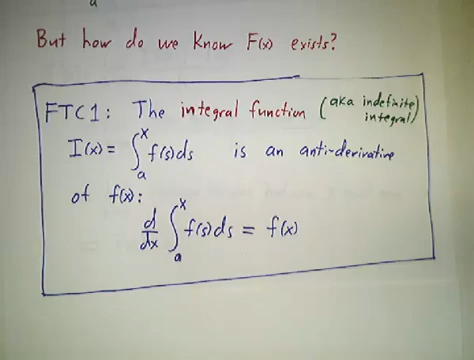 a
But how do we know F(x) exists?
FTC1: The integral function (aka indefinite integral)
I(x) = ∫ₐˣ f(s)ds is an anti-derivative
of f(x):
d/dx ∫ₐˣ f(s)ds = f(x)